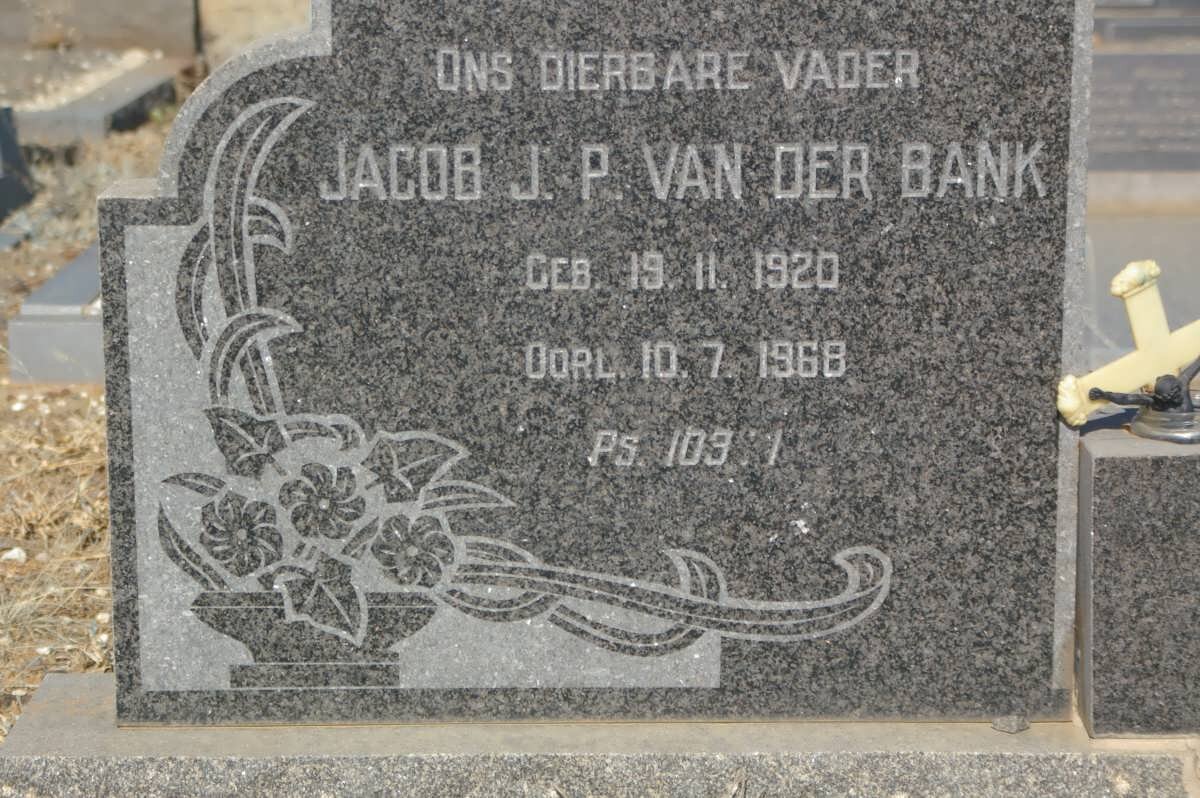 ONS DIERBARE VADER
JACOB J. P. VAN DER BANK
GEB. 19. 11. 1920
OORL. 10. 7. 1968
PS. 103 : 1